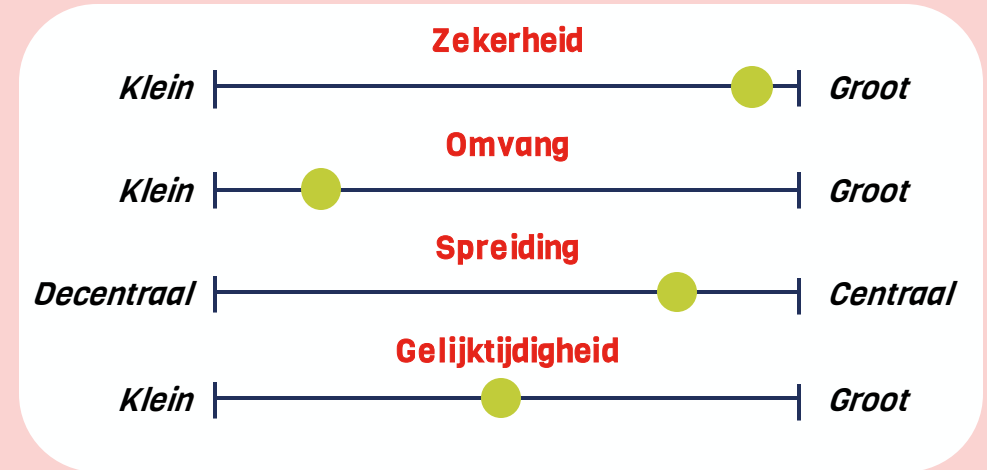 Zekerheid
Klein Groot
Omvang
Klein Groot
Spreiding
Decentraal Centraal
Gelijktijdigheid
Klein Groot